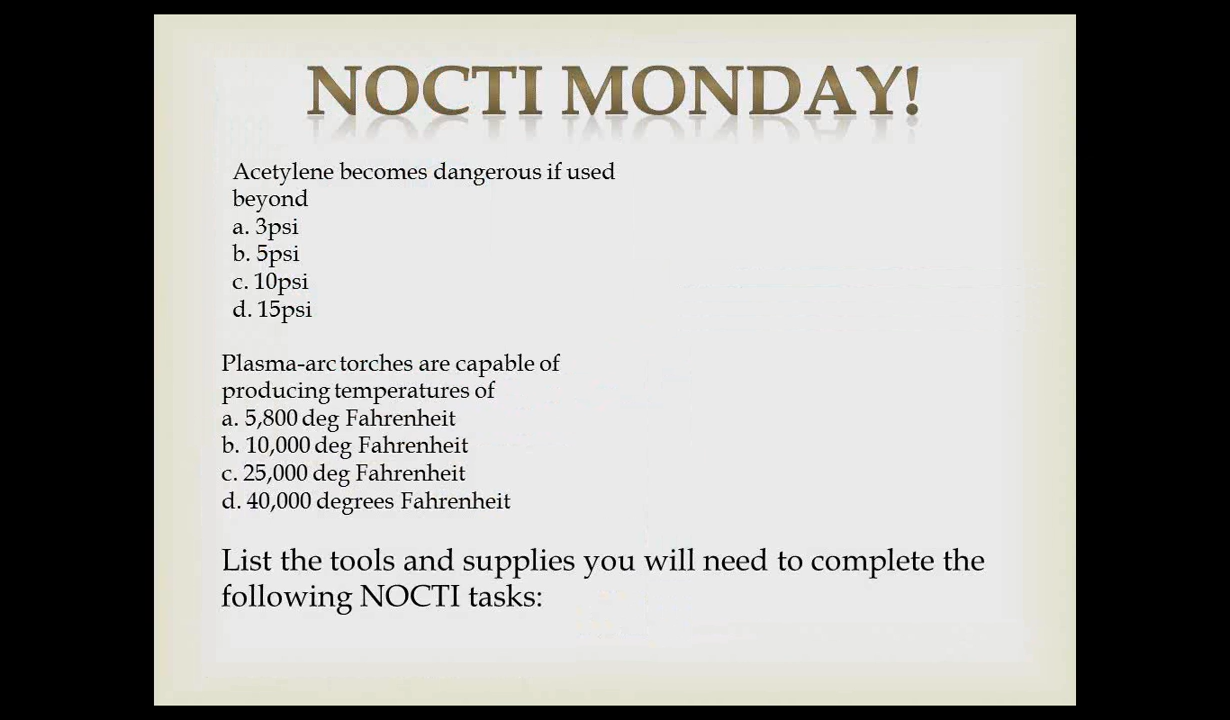 NOCTI MONDAY!
Acetylene becomes dangerous if used
beyond
a. 3psi
b. 5psi
c. 10psi
d. 15psi
Plasma-arc torches are capable of
producing temperatures of
a. 5,800 deg Fahrenheit
b. 10,000 deg Fahrenheit
c. 25,000 deg Fahrenheit
d. 40,000 degrees Fahrenheit
List the tools and supplies you will need to complete the
following NOCTI tasks: